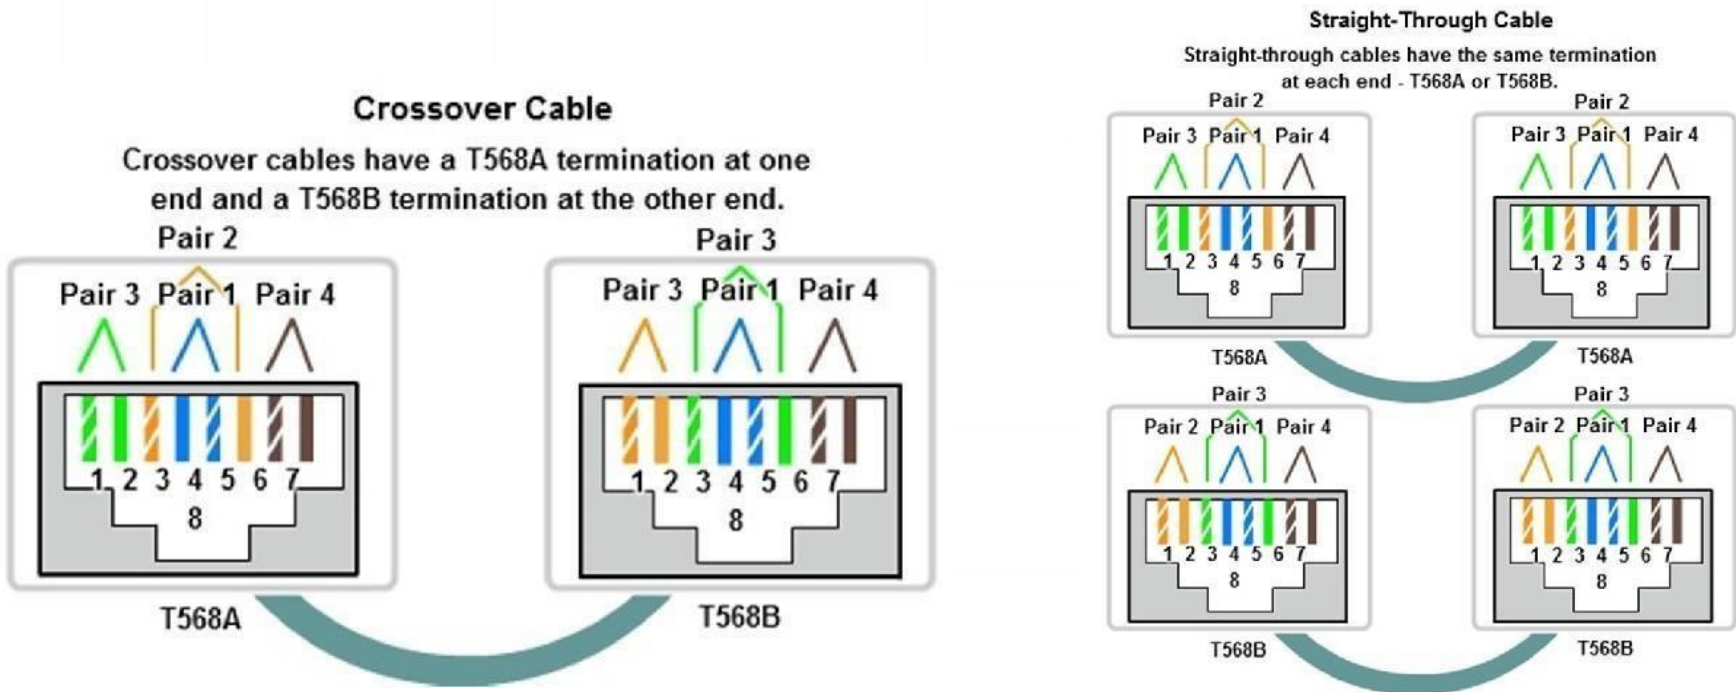 Crossover Cable
Crossover cables have a T568A termination at one
end and a T568B termination at the other end.
Pair 2
Pair 3 Pair 1 Pair 4
1 2 3 4 5 6 7
8
T568A
Pair 3
Pair 3 Pair 1 Pair 4
1 2 3 4 5 6 7
8
T568B
Straight-Through Cable
Straight-through cables have the same termination
at each end - T568A or T568B.
Pair 2
Pair 3 Pair 1 Pair 4
1 2 3 4 5 6 7
8
T568A
Pair 2
Pair 3 Pair 1 Pair 4
1 2 3 4 5 6 7
8
T568A
Pair 3
Pair 2 Pair 1 Pair 4
1 2 3 4 5 6 7
8
T568B
Pair 3
Pair 2 Pair 1 Pair 4
1 2 3 4 5 6 7
8
T568B